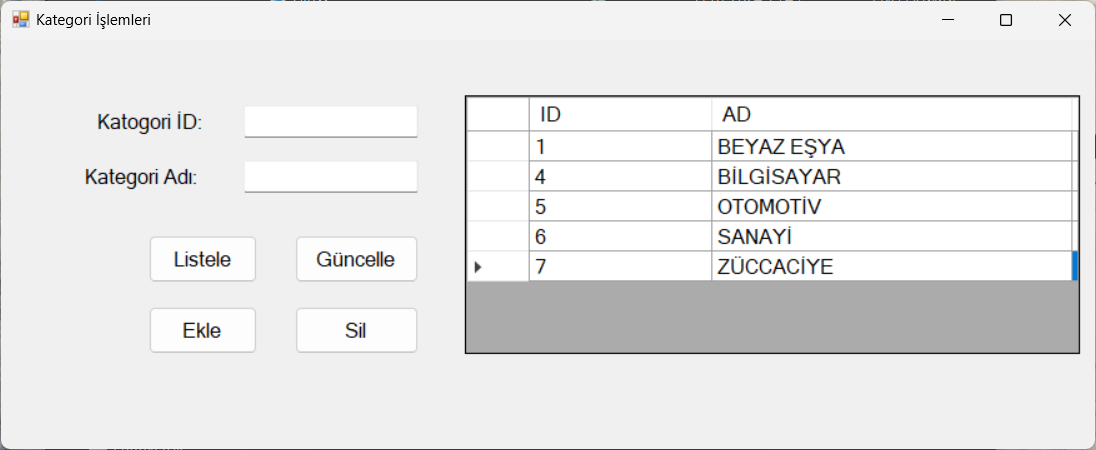 Kategori İşlemleri
Katogori İD:
Kategori Adı:
Listele Güncelle
Ekle Sil
ID AD
1 BEYAZ EŞYA
4 BİLGİSAYAR
5 OTOMOTİV
6 SANAYİ
7 ZÜCCACİYE